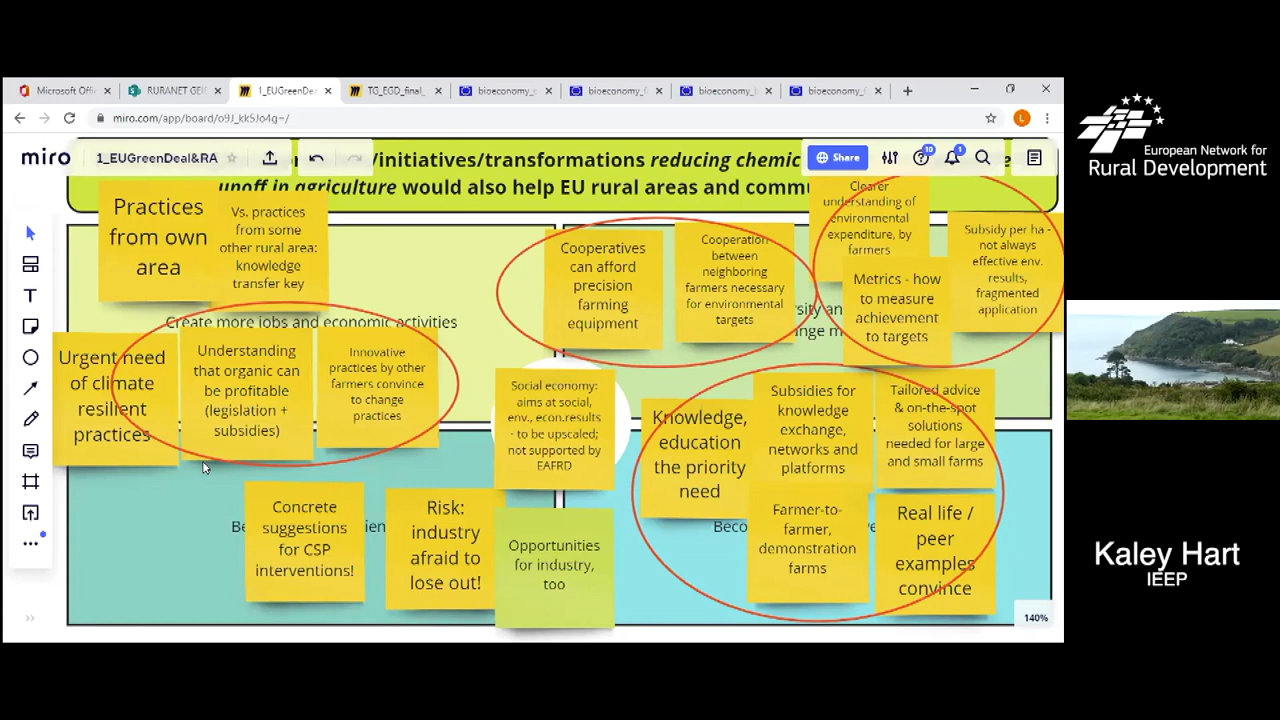 Microsoft Offi
RURANET GEI
1_EUGreenDea
TG_EGD_final_
bioeconomy_
bioeconomy_f
bioeconomy_
bioeconomy_f
miro.com/app/board/o9J_kk5Jo4g=/
miro
1_EUGreenDeal&RA
Share
10
1
/initiatives/transformations reducing chemic
unoff in agriculture would also help EU rural areas and commu
Practices
from own
area
Vs. practices
from some
other rural area:
knowledge
transfer key
Create more jobs and economic activities
Urgent need
of climate
resilient
practices
Understanding
that organic can
be profitable
(legislation +
subsidies)
Innovative
practices by other
farmers convince
to change
practices
Cooperatives
can afford
precision
farming
equipment
Cooperation
between
neighboring
farmers necessary
for environmental
targets
Clearer
understanding of
environmental
expenditure, by
farmers
Metrics - how
to measure
achievement
to targets
Subsidy per ha -
not always
effective env.
results,
fragmented
application
Social economy:
aims at social,
env., econ.results
- to be upscaled;
not supported by
EAFRD
Knowledge,
education
the priority
need
Subsidies for
knowledge
exchange,
networks and
platforms
Tailored advice
& on-the-spot
solutions
needed for large
and small farms
Concrete
suggestions
for CSP
interventions!
Risk:
industry
afraid to
lose out!
Opportunities
for industry,
too
Farmer-to-
farmer,
demonstration
farms
Real life /
peer
examples
convince
140%
European Network for
Rural Development
Kaley Hart
IEEP